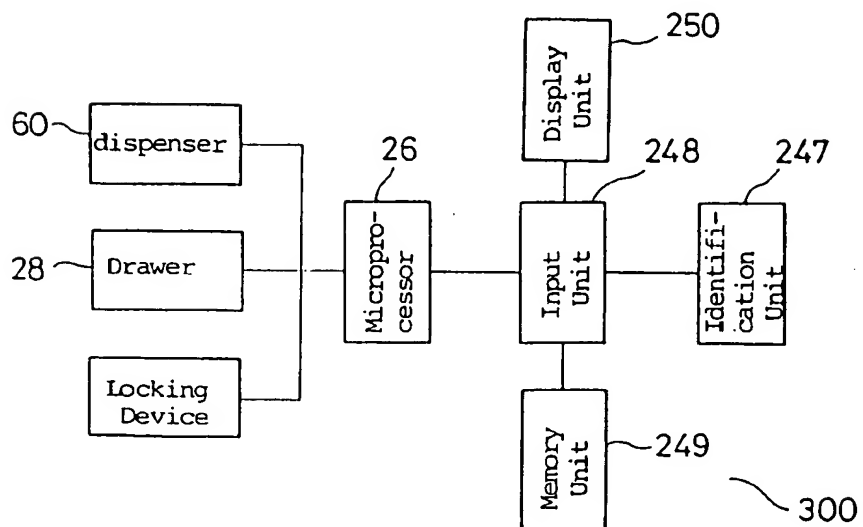 250
60
dispenser
Display
Unit
26
248
247
28
Drawer
Micropro-
cessor
Input
Unit
Identifi-
cation
Unit
Locking
Device
Memory
Unit
249
300